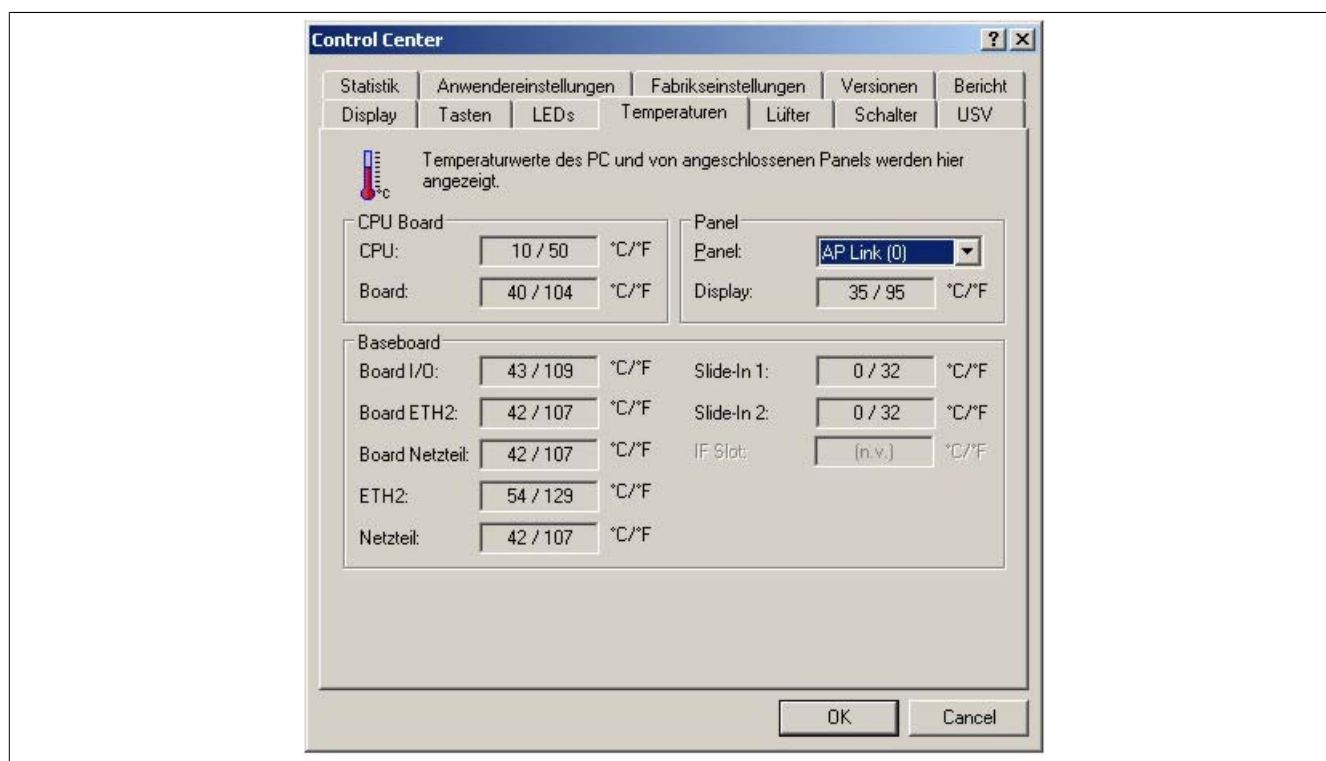 Control Center
Statistik Anwendereinstellungen Fabrikseinstellungen Versionen Bericht
Display Tasten LEDs Temperaturen Lüfter Schalter USV
°C
Temperaturwerte des PC und von angeschlossenen Panels werden hier
angezeigt.
CPU Board
CPU: 10 / 50 °C/°F
Board: 40 / 104 °C/°F
Panel
Panel: AP Link (0)
Display: 35 / 95 °C/°F
Baseboard
Board I/O: 43 / 109 °C/°F Slide-In 1: 0 / 32 °C/°F
Board ETH2: 42 / 107 °C/°F Slide-In 2: 0 / 32 °C/°F
Board Netzteil: 42 / 107 °C/°F IF Slot: (n.v.) °C/°F
ETH2: 54 / 129 °C/°F
Netzteil: 42 / 107 °C/°F
OK Cancel